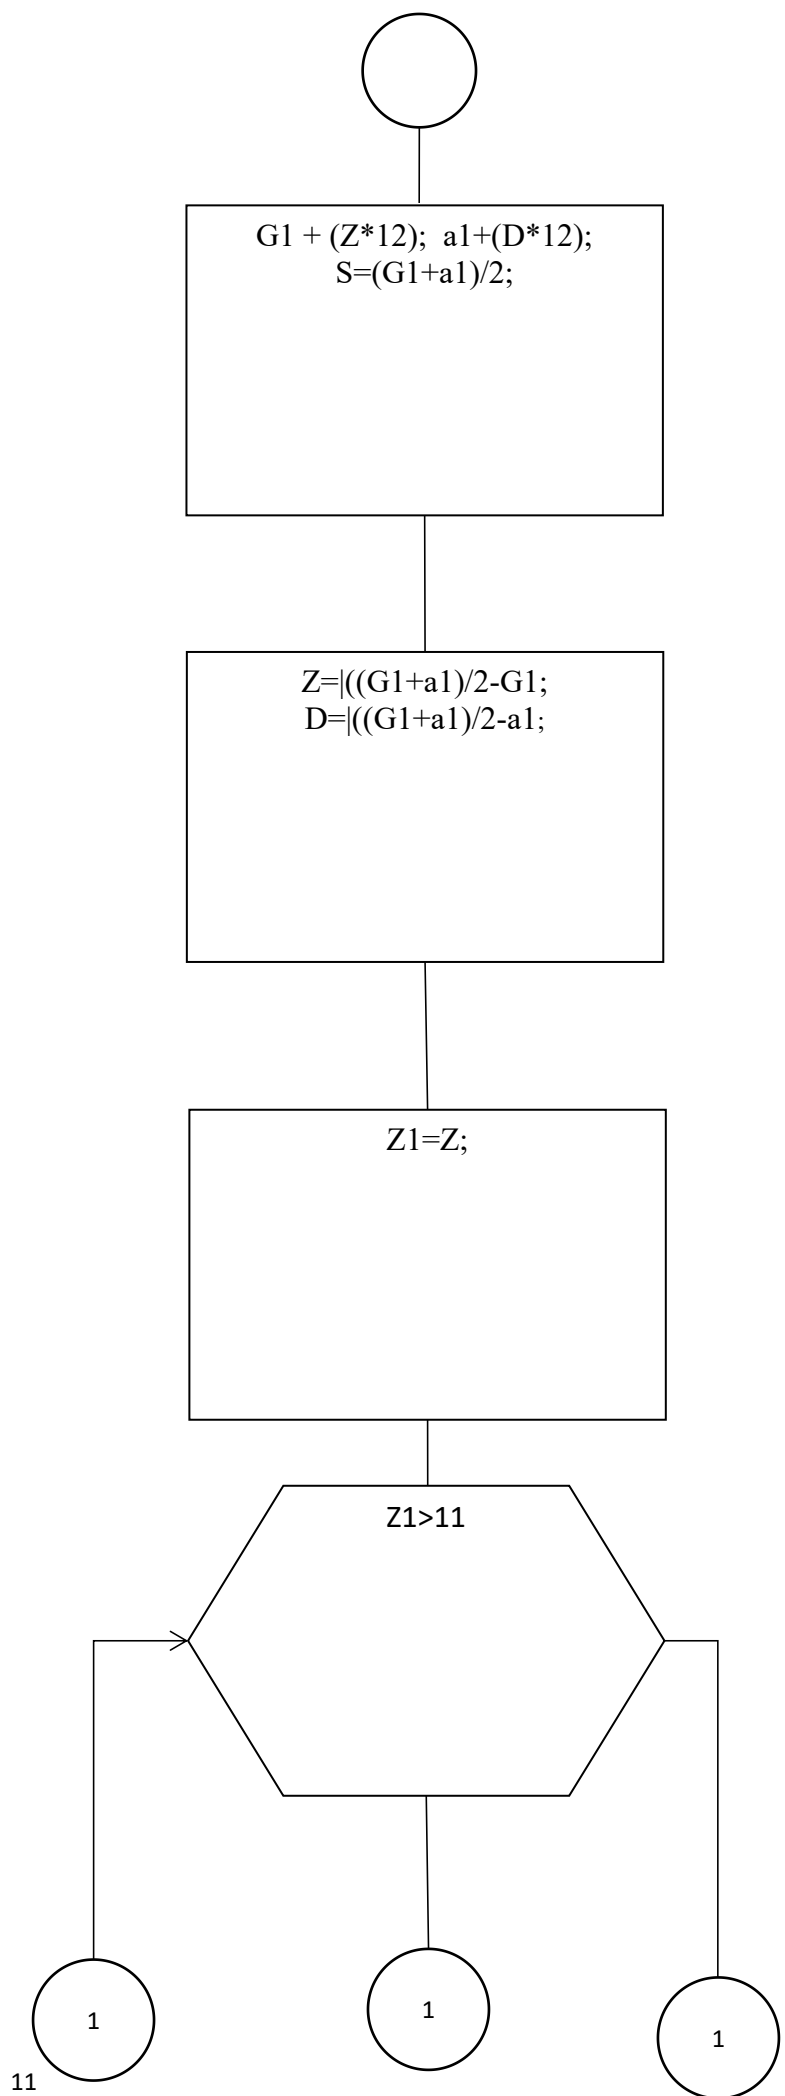 G1 + (Z*12);  a1+(D*12);
S=(G1+a1)/2;
Z=|((G1+a1)/2-G1;
D=|((G1+a1)/2-a1;
Z1=Z;
Z1>11
1
1
1
11